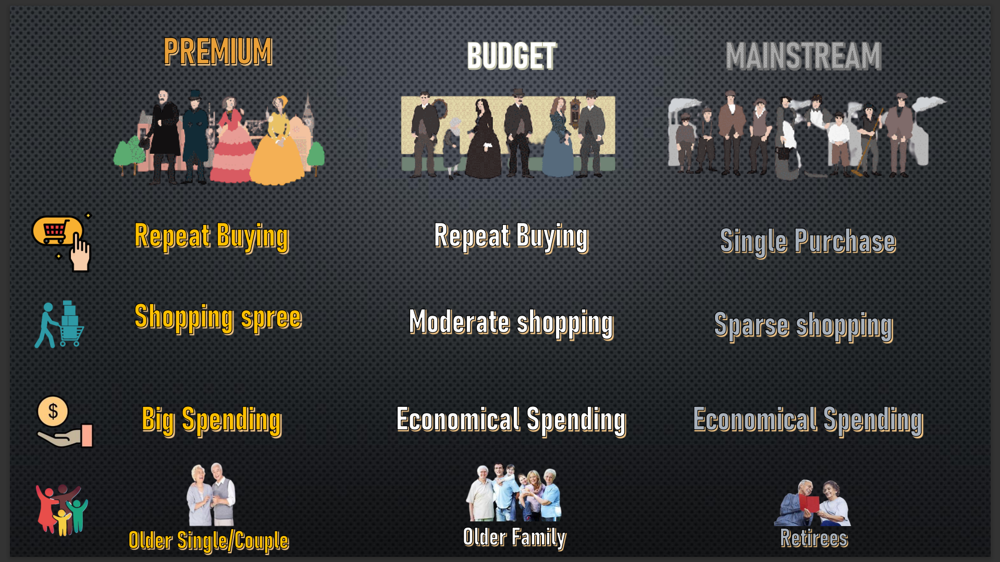 PREMIUM
BUDGET
MAINSTREAM
Repeat Buying
Repeat Buying
Single Purchase
Shopping spree
Moderate shopping
Sparse shopping
$
Big Spending
Economical Spending
Economical Spending
Older Single/Couple
Older Family
Retirees